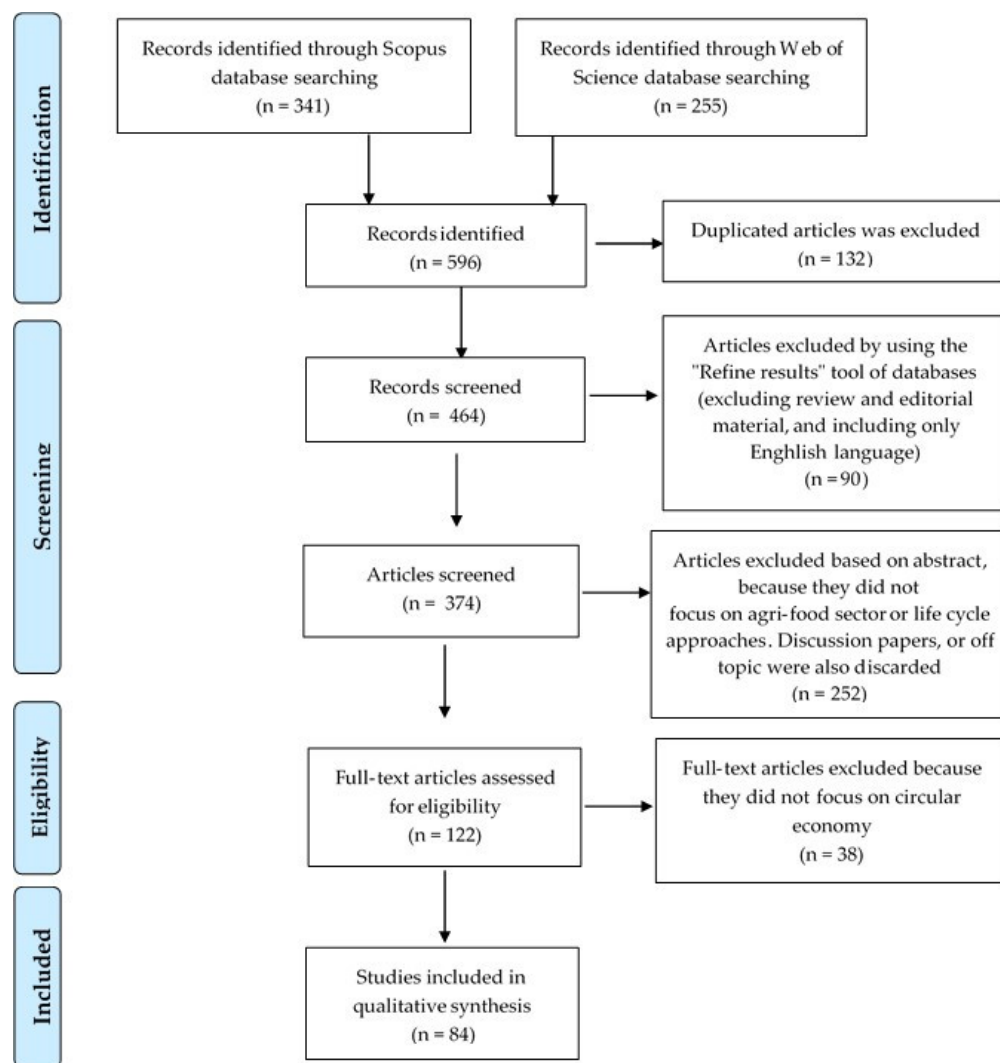 Identification
Records identified through Scopus
database searching
(n = 341)
Records identified through Web of
Science database searching
(n = 255)
Records identified
(n = 596)
Duplicated articles was excluded
(n = 132)
Screening
Records screened
(n = 464)
Articles excluded by using the
"Refine results" tool of databases
(excluding review and editorial
material, and including only
Enghlish language)
(n = 90)
Articles screened
(n = 374)
Articles excluded based on abstract,
because they did not
focus on agri-food sector or life cycle
approaches. Discussion papers, or off
topic were also discarded
(n = 252)
Eligibility
Full-text articles assessed
for eligibility
(n = 122)
Full-text articles excluded because
they did not focus on circular
economy
(n = 38)
Included
Studies included in
qualitative synthesis
(n = 84)